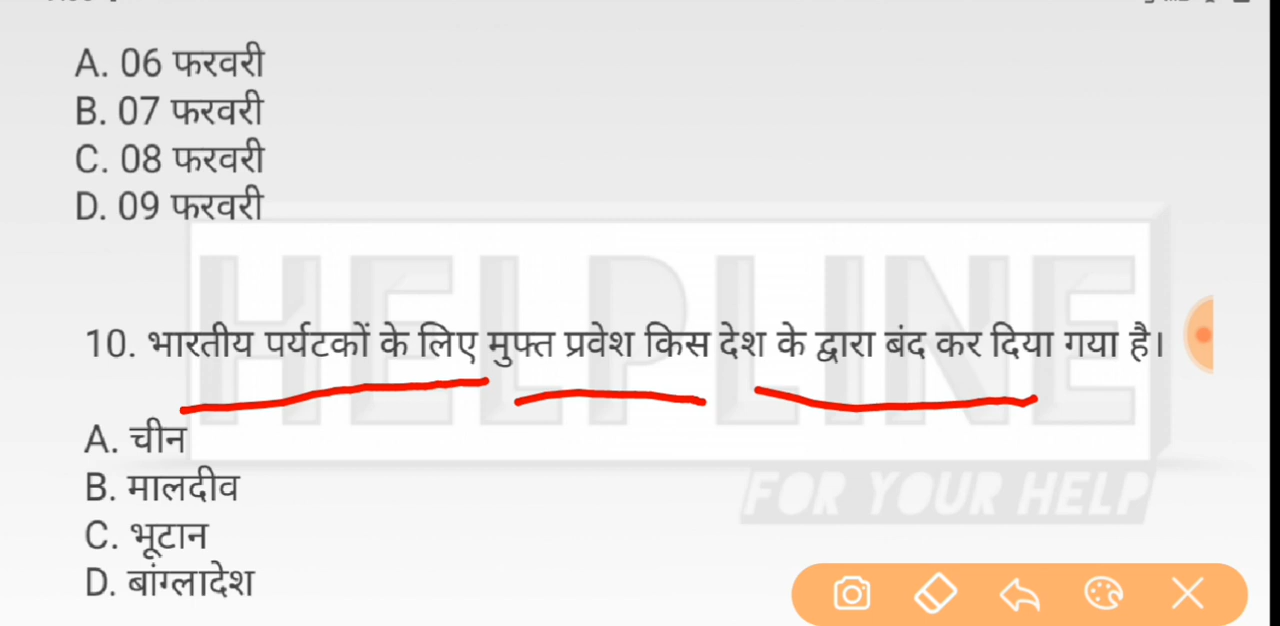 A. 06 फरवरी
B. 07 फरवरी
C. 08 फरवरी
D. 09 फरवरी
HELPLINE
10. भारतीय पर्यटकों के लिए मुफ्त प्रवेश किस देश के द्वारा बंद कर दिया गया है।
A. चीन
B. मालदीव
FOR YOUR HELP
C. भूटान
D. बांग्लादेश